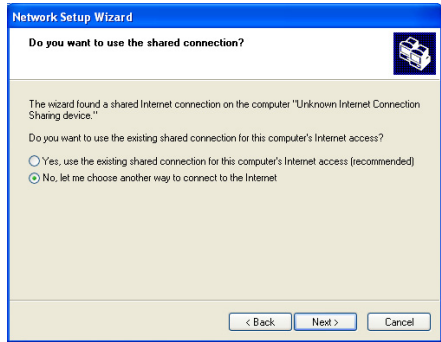 Network Setup Wizard
Do you want to use the shared connection?
The wizard found a shared Internet connection on the computer "Unknown Internet Connection
Sharing device."
Do you want to use the existing shared connection for this computer's Internet access?
Yes, use the existing shared connection for this computer's Internet access (recommended)
No, let me choose another way to connect to the Internet
< Back
Next >
Cancel